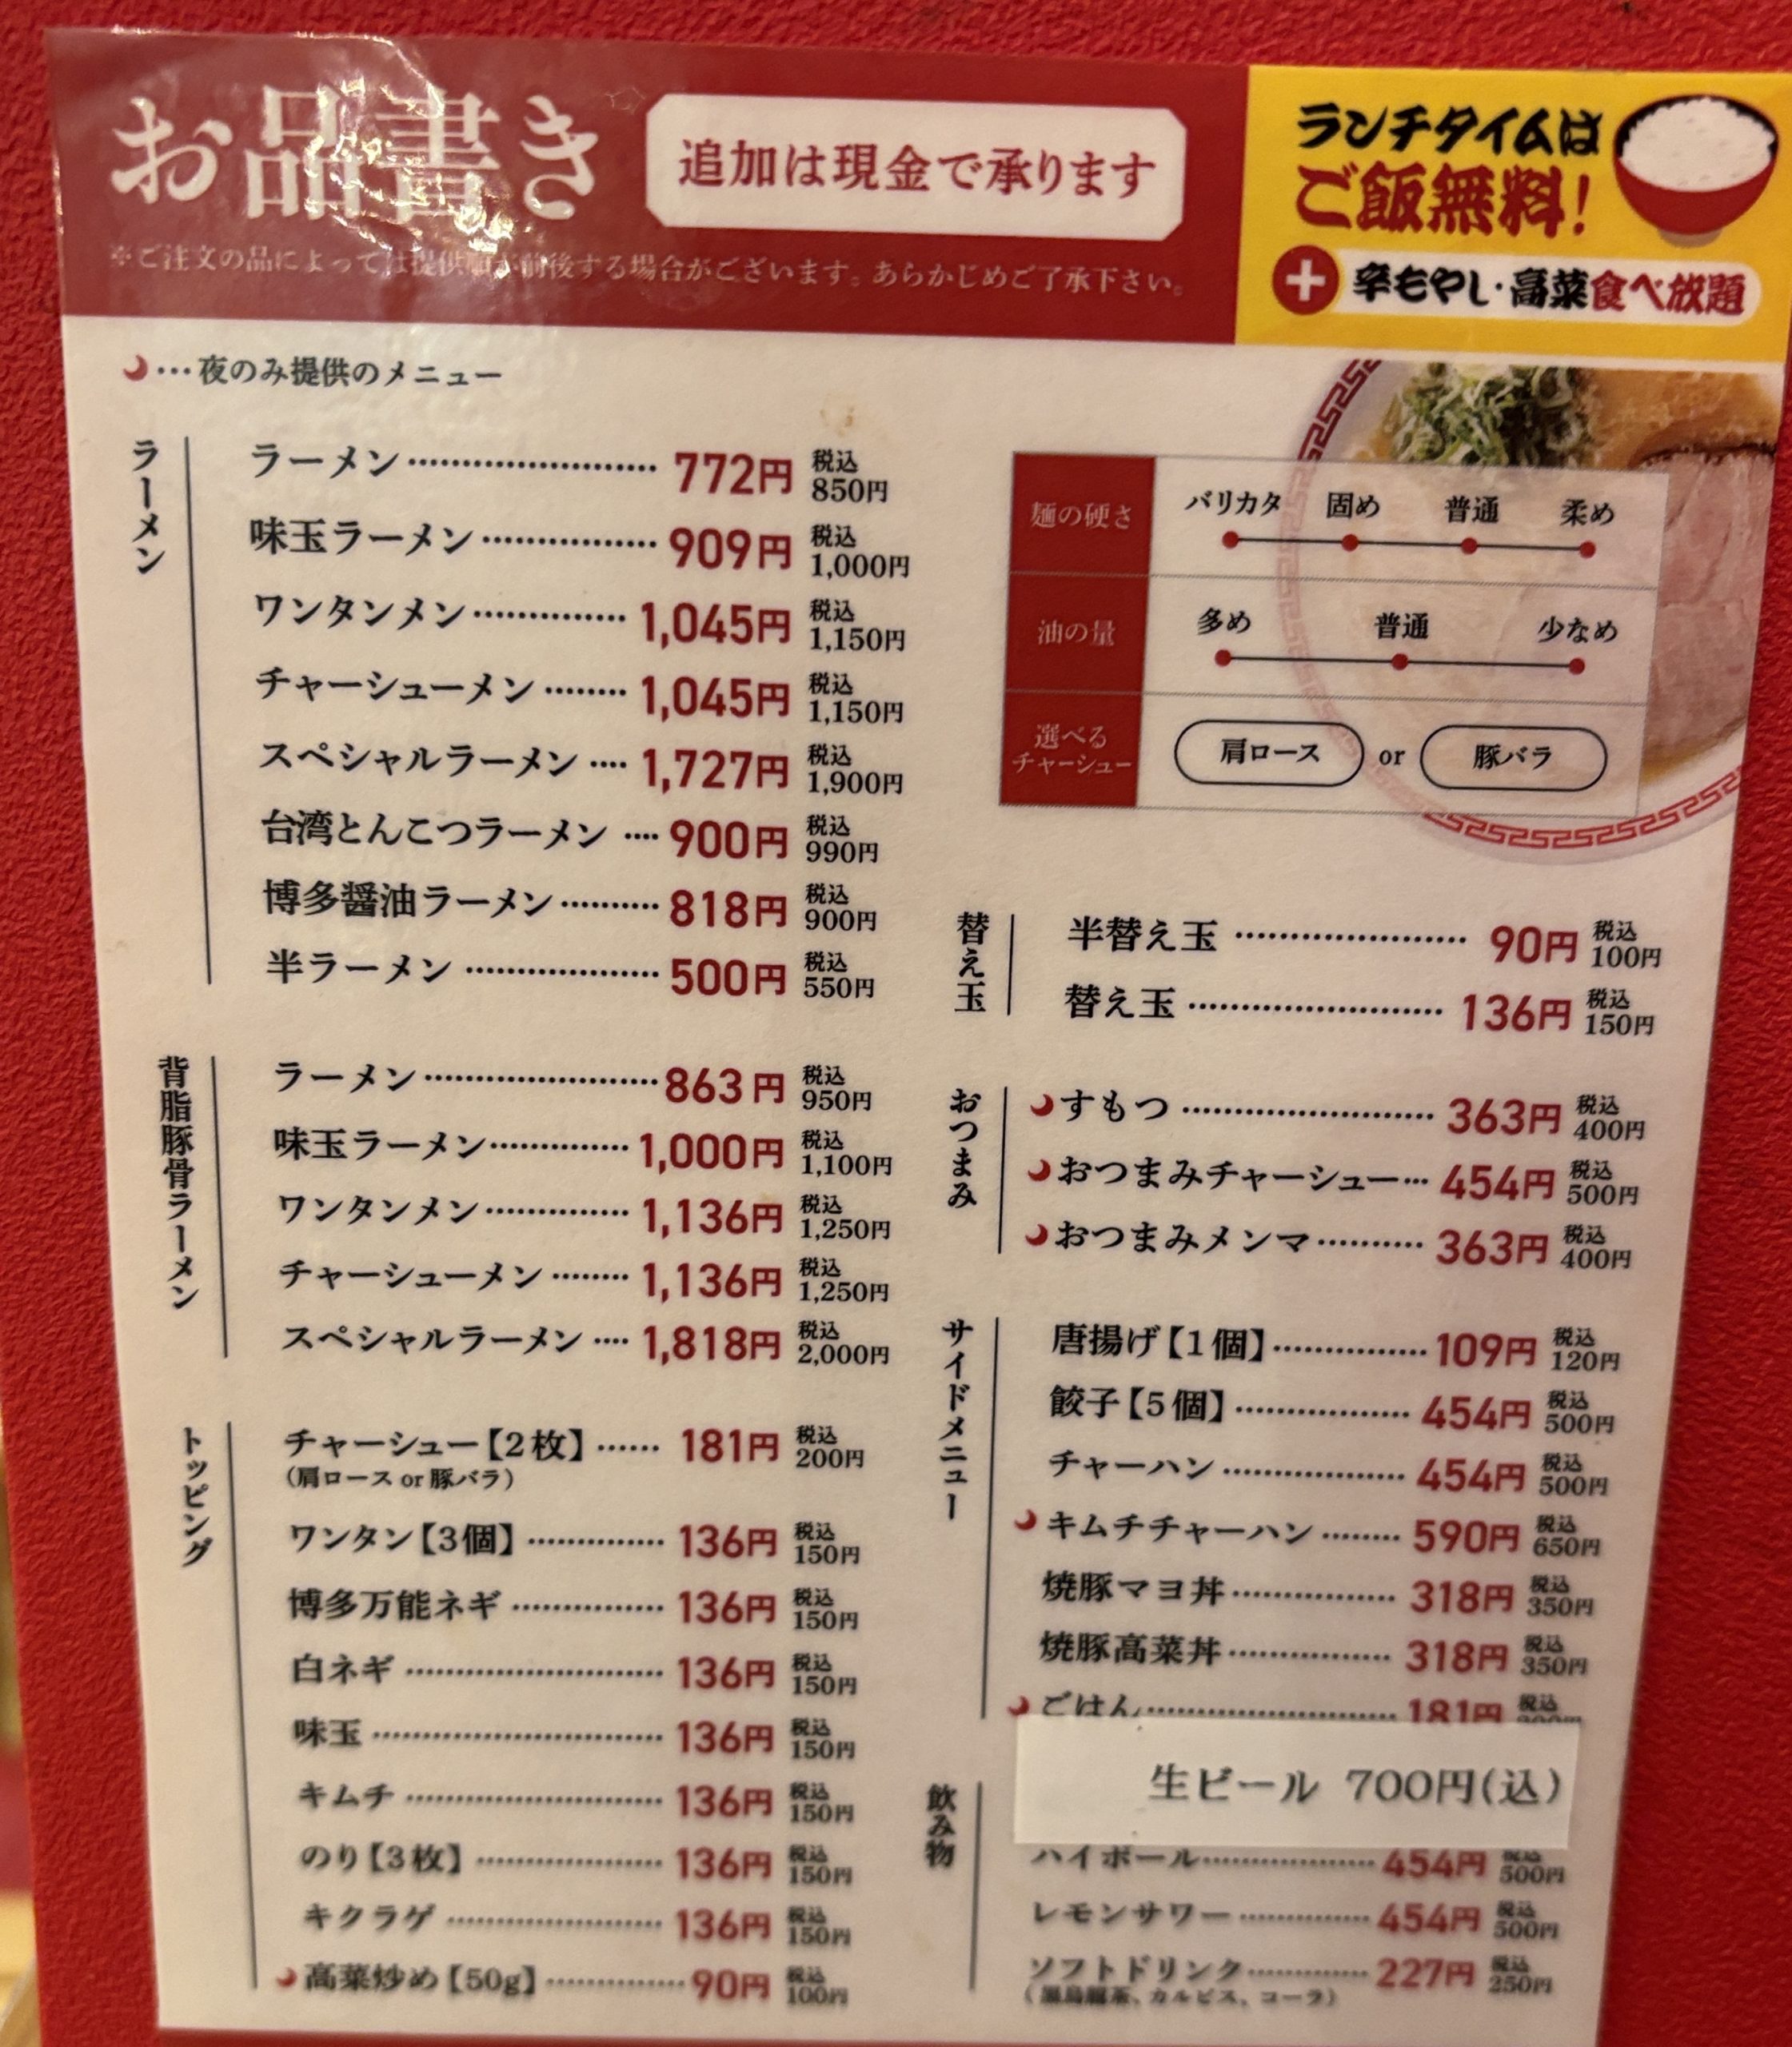 お品書き
追加は現金で承ります
※ご注文の品によっては提供順が前後する場合がございます。あらかじめご了承下さい。
ランチタイムは
ご飯無料!
+辛もやし・高菜食べ放題
…夜のみ提供のメニュー
ラーメン
ラーメン……………………772円 税込850円
味玉ラーメン………………909円 税込1,000円
ワンタンメン……………1,045円 税込1,150円
チャーシューメン………1,045円 税込1,150円
スペシャルラーメン……1,727円 税込1,900円
台湾とんこつラーメン……900円 税込990円
博多醤油ラーメン…………818円 税込900円
半ラーメン…………………500円 税込550円
背脂豚骨ラーメン
ラーメン……………………863円 税込950円
味玉ラーメン……………1,000円 税込1,100円
ワンタンメン……………1,136円 税込1,250円
チャーシューメン………1,136円 税込1,250円
スペシャルラーメン……1,818円 税込2,000円
トッピング
チャーシュー【2枚】……181円 税込200円
(肩ロース or 豚バラ)
ワンタン【3個】…………136円 税込150円
博多万能ネギ……………136円 税込150円
白ネギ……………………136円 税込150円
味玉………………………136円 税込150円
キムチ……………………136円 税込150円
のり【3枚】………………136円 税込150円
キクラゲ…………………136円 税込150円
高菜炒め【50g】……………90円 税込100円
麺の硬さ
バリカタ 固め 普通 柔め
油の量
多め 普通 少なめ
選べる
チャーシュー
肩ロース or 豚バラ
替え玉
半替え玉……………………90円 税込100円
替え玉……………………136円 税込150円
おつまみ
すもつ……………………363円 税込400円
おつまみチャーシュー…454円 税込500円
おつまみメンマ…………363円 税込400円
サイドメニュー
唐揚げ【1個】……………109円 税込120円
餃子【5個】………………454円 税込500円
チャーハン………………454円 税込500円
キムチチャーハン………590円 税込650円
焼豚マヨ丼………………318円 税込350円
焼豚高菜丼………………318円 税込350円
ごはん……………………181円 税込
飲み物
生ビール 700円(込)
ハイボール………………454円 税込500円
レモンサワー……………454円 税込500円
ソフトドリンク…………227円 税込250円
(黒烏龍茶、カルピス、コーラ)